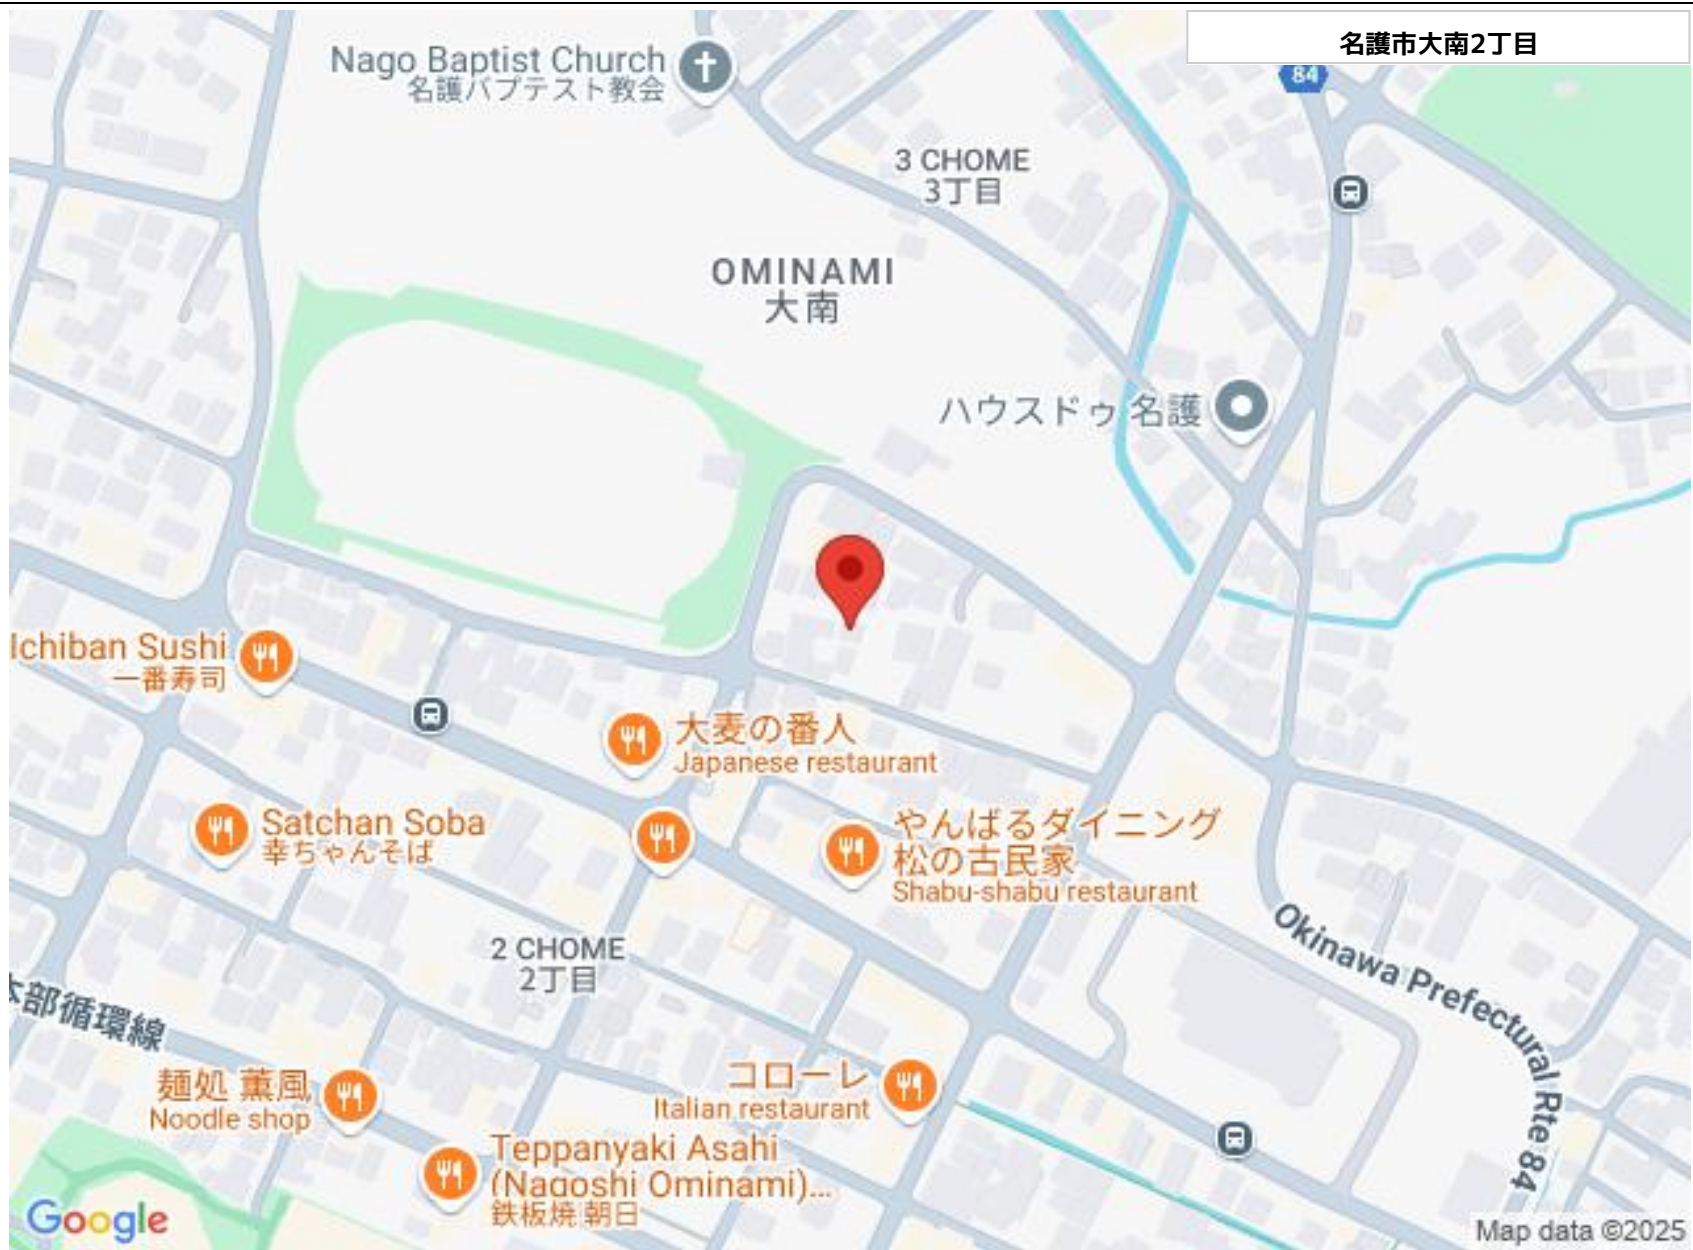 名護市大南2丁目
Nago Baptist Church
名護バプテスト教会
84
3 CHOME
3丁目
OMINAMI
大南
ハウスドゥ 名護
Ichiban Sushi
一番寿司
大麦の番人
Japanese restaurant
Satchan Soba
幸ちゃんそば
やんばるダイニング
松の古民家
Shabu-shabu restaurant
2 CHOME
2丁目
Okinawa Prefectural Rte 84
本部循環線
麺処 薫風
Noodle shop
コローレ
Italian restaurant
Teppanyaki Asahi
(Nagoshi Ominami)...
鉄板焼 朝日
Google
Map data ©2025